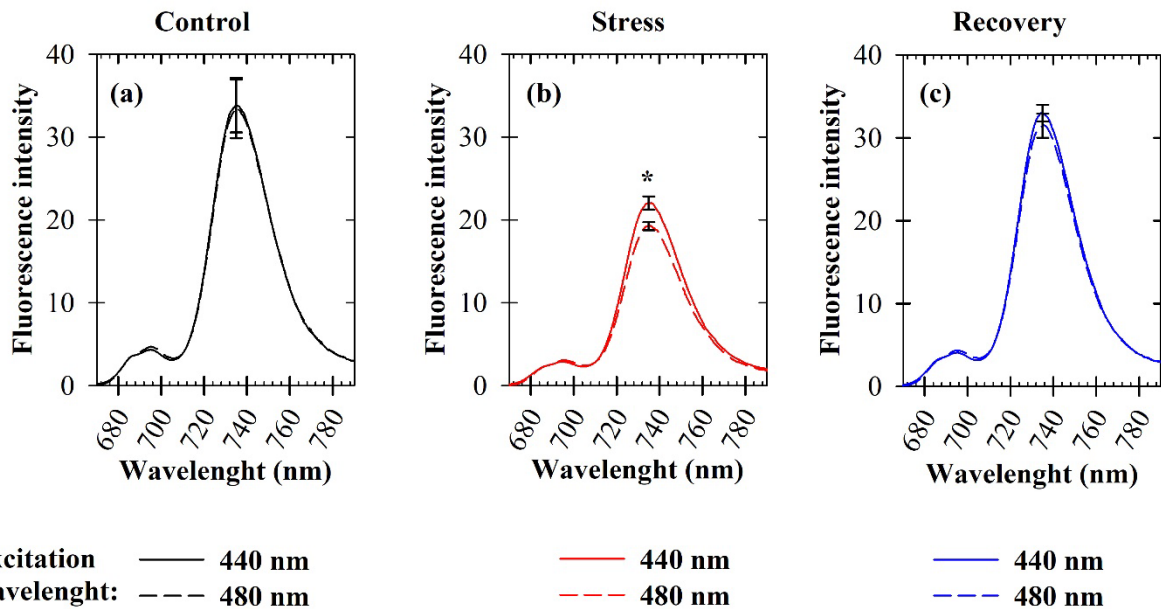 Control Stress Recovery
40 40 40
(a) (b) (c)
30 30 30
*
20 20 20
10 10 10
0 0 0
Fluorescence intensity Fluorescence intensity Fluorescence intensity
680 700 720 740 760 780 680 700 720 740 760 780 680 700 720 740 760 780
Wavelenght (nm) Wavelenght (nm) Wavelenght (nm)
xcitation 440 nm 440 nm 440 nm
avelenght: 480 nm 480 nm 480 nm